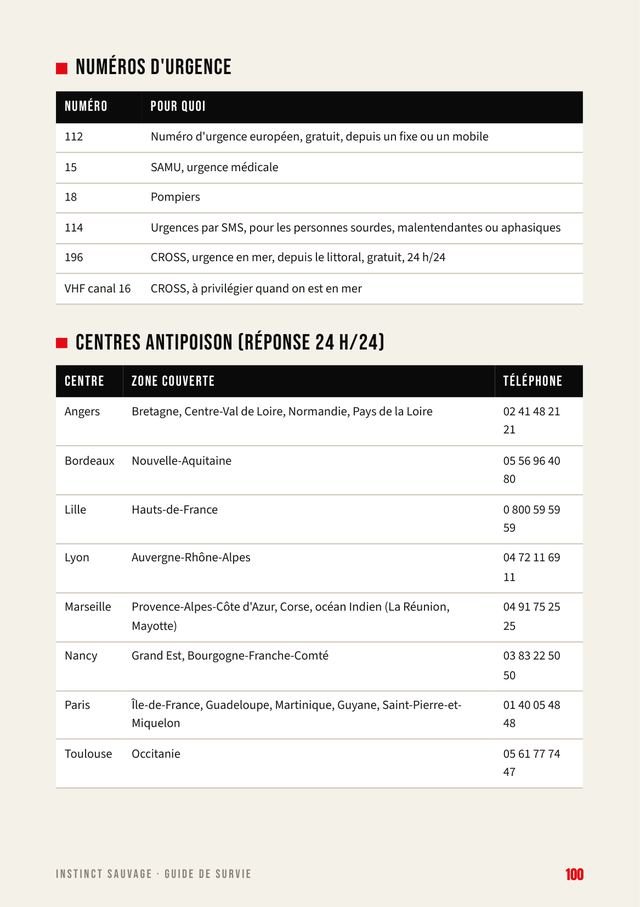 NUMÉROS D'URGENCE
NUMÉRO POUR QUOI
112 Numéro d'urgence européen, gratuit, depuis un fixe ou un mobile
15 SAMU, urgence médicale
18 Pompiers
114 Urgences par SMS, pour les personnes sourdes, malentendantes ou aphasiques
196 CROSS, urgence en mer, depuis le littoral, gratuit, 24 h/24
VHF canal 16 CROSS, à privilégier quand on est en mer
CENTRES ANTIPOISON (RÉPONSE 24 H/24)
CENTRE ZONE COUVERTE TÉLÉPHONE
Angers Bretagne, Centre-Val de Loire, Normandie, Pays de la Loire 02 41 48 21
21
Bordeaux Nouvelle-Aquitaine 05 56 96 40
80
Lille Hauts-de-France 0 800 59 59
59
Lyon Auvergne-Rhône-Alpes 04 72 11 69
11
Marseille Provence-Alpes-Côte d'Azur, Corse, océan Indien (La Réunion, 04 91 75 25
Mayotte) 25
Nancy Grand Est, Bourgogne-Franche-Comté 03 83 22 50
50
Paris Île-de-France, Guadeloupe, Martinique, Guyane, Saint-Pierre-et- 01 40 05 48
Miquelon 48
Toulouse Occitanie 05 61 77 74
47
INSTINCT SAUVAGE · GUIDE DE SURVIE 100